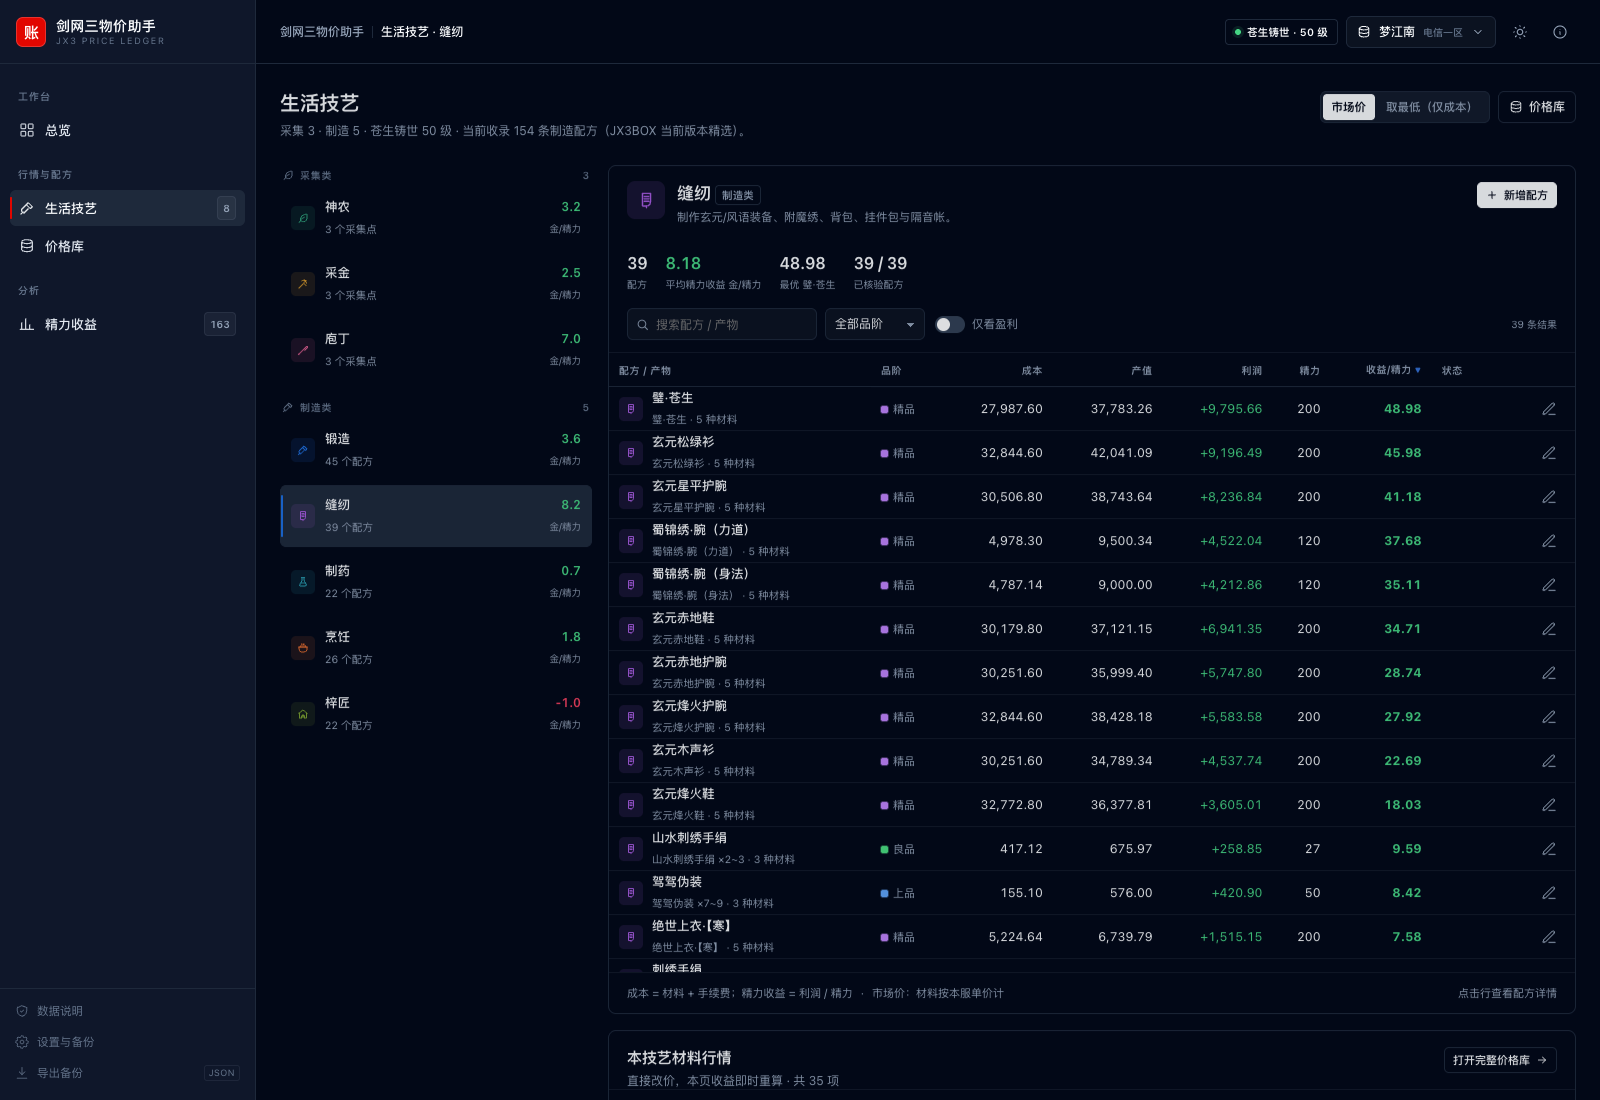 账
剑网三物价助手
JX3 PRICE LEDGER
工作台
总览
行情与配方
生活技艺 8
价格库
分析
精力收益 163
数据说明
设置与备份
导出备份 JSON
剑网三物价助手 生活技艺 · 缝纫
苍生铸世 · 50 级
梦江南 电信一区
生活技艺
采集 3 · 制造 5 · 苍生铸世 50 级 · 当前收录 154 条制造配方（JX3BOX 当前版本精选）。
市场价 取最低（仅成本） 价格库
采集类 3
神农 3.2
3 个采集点 金/精力
采金 2.5
3 个采集点 金/精力
庖丁 7.0
3 个采集点 金/精力
制造类 5
锻造 3.6
45 个配方 金/精力
缝纫 8.2
39 个配方 金/精力
制药 0.7
22 个配方 金/精力
烹饪 1.8
26 个配方 金/精力
梓匠 -1.0
22 个配方 金/精力
缝纫 制造类
制作玄元/风语装备、附魔绣、背包、挂件包与隔音帐。
新增配方
39 8.18 48.98 39 / 39
配方 平均精力收益 金/精力 最优 璧·苍生 已核验配方
搜索配方 / 产物 全部品阶 仅看盈利 39 条结果
配方 / 产物 品阶 成本 产值 利润 精力 收益/精力 ▼ 状态
璧·苍生
璧·苍生 · 5 种材料
精品 27,987.60 37,783.26 +9,795.66 200 48.98
玄元松绿衫
玄元松绿衫 · 5 种材料
精品 32,844.60 42,041.09 +9,196.49 200 45.98
玄元星平护腕
玄元星平护腕 · 5 种材料
精品 30,506.80 38,743.64 +8,236.84 200 41.18
蜀锦绣·腕（力道）
蜀锦绣·腕（力道） · 5 种材料
精品 4,978.30 9,500.34 +4,522.04 120 37.68
蜀锦绣·腕（身法）
蜀锦绣·腕（身法） · 5 种材料
精品 4,787.14 9,000.00 +4,212.86 120 35.11
玄元赤地鞋
玄元赤地鞋 · 5 种材料
精品 30,179.80 37,121.15 +6,941.35 200 34.71
玄元赤地护腕
玄元赤地护腕 · 5 种材料
精品 30,251.60 35,999.40 +5,747.80 200 28.74
玄元烽火护腕
玄元烽火护腕 · 5 种材料
精品 32,844.60 38,428.18 +5,583.58 200 27.92
玄元木声衫
玄元木声衫 · 5 种材料
精品 30,251.60 34,789.34 +4,537.74 200 22.69
玄元烽火鞋
玄元烽火鞋 · 5 种材料
精品 32,772.80 36,377.81 +3,605.01 200 18.03
山水刺绣手绢
山水刺绣手绢 ×2~3 · 3 种材料
良品 417.12 675.97 +258.85 27 9.59
驾驾伪装
驾驾伪装 ×7~9 · 3 种材料
上品 155.10 576.00 +420.90 50 8.42
绝世上衣·【寒】
绝世上衣·【寒】 · 5 种材料
精品 5,224.64 6,739.79 +1,515.15 200 7.58
刺绣手绢
成本 = 材料 + 手续费；精力收益 = 利润 / 精力 · 市场价：材料按本服单价计
点击行查看配方详情
本技艺材料行情
直接改价，本页收益即时重算 · 共 35 项
打开完整价格库 →